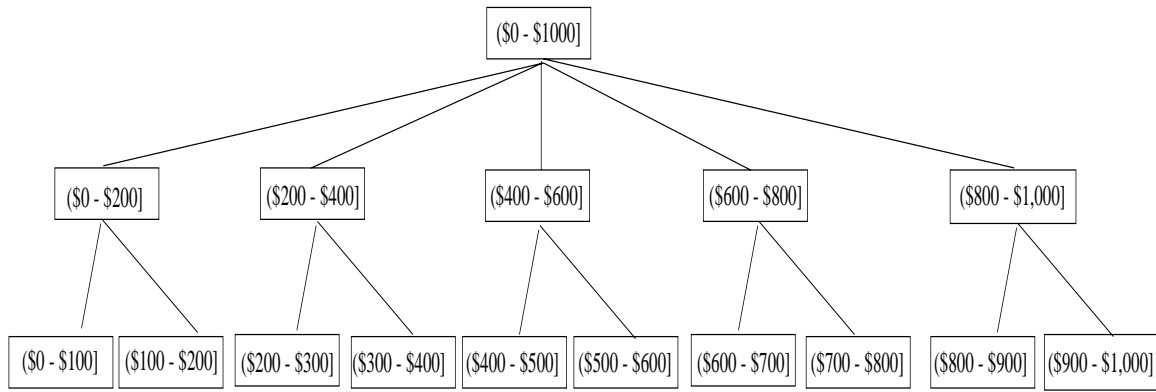 ($0 - $1000]
($0 - $200]
($200 - $400]
($400 - $600]
($600 - $800]
($800 - $1,000]
($0 - $100]
($100 - $200]
($200 - $300]
($300 - $400]
($400 - $500]
($500 - $600]
($600 - $700]
($700 - $800]
($800 - $900]
($900 - $1,000]